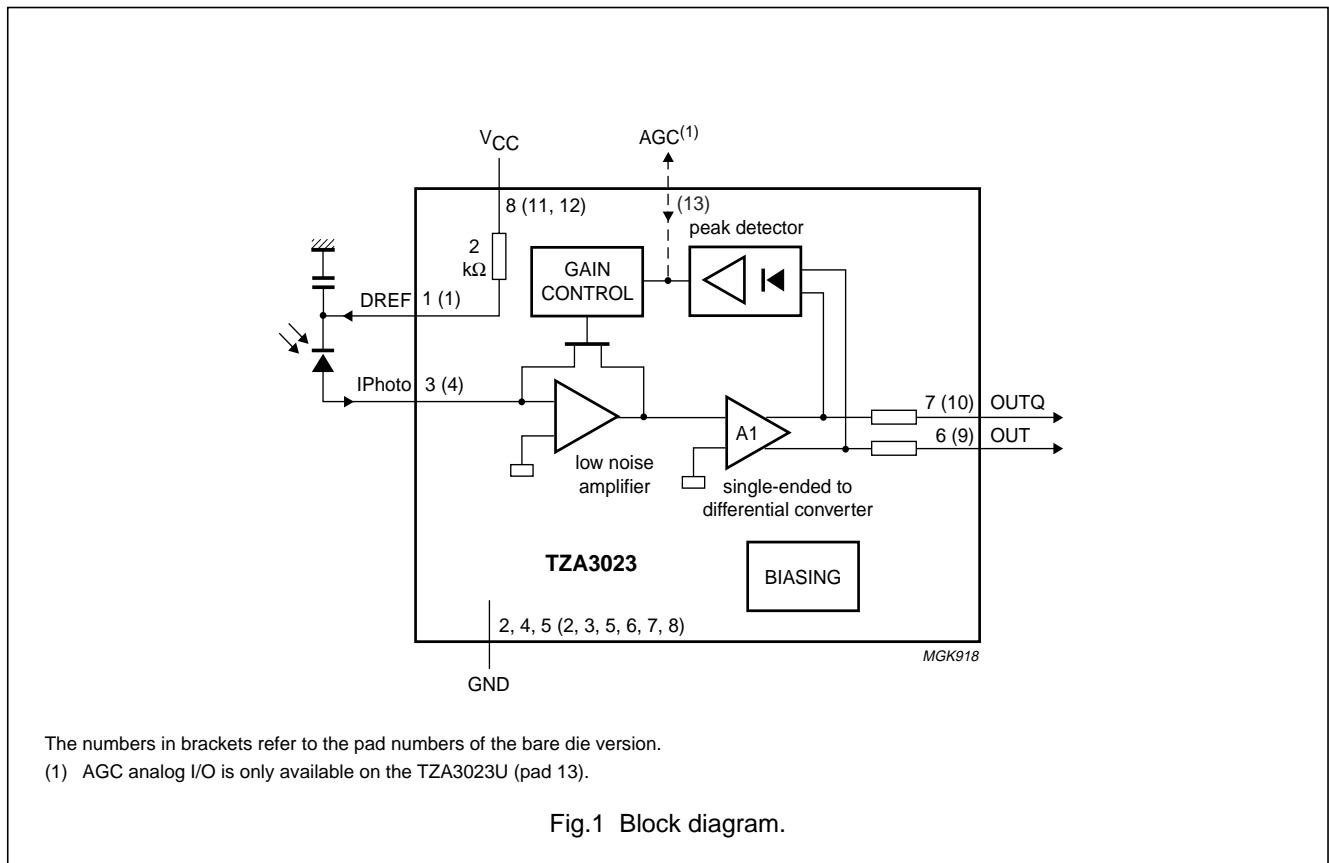 VCC
AGC(1)
8 (11, 12)
(13)
peak detector
2
kΩ
GAIN
CONTROL
DREF
1 (1)
IPhoto
3 (4)
7 (10)
OUTQ
A1
6 (9)
OUT
low noise
amplifier
single-ended to
differential converter
TZA3023
BIASING
2, 4, 5 (2, 3, 5, 6, 7, 8)
MGK918
GND
The numbers in brackets refer to the pad numbers of the bare die version.
(1) AGC analog I/O is only available on the TZA3023U (pad 13).
Fig.1 Block diagram.